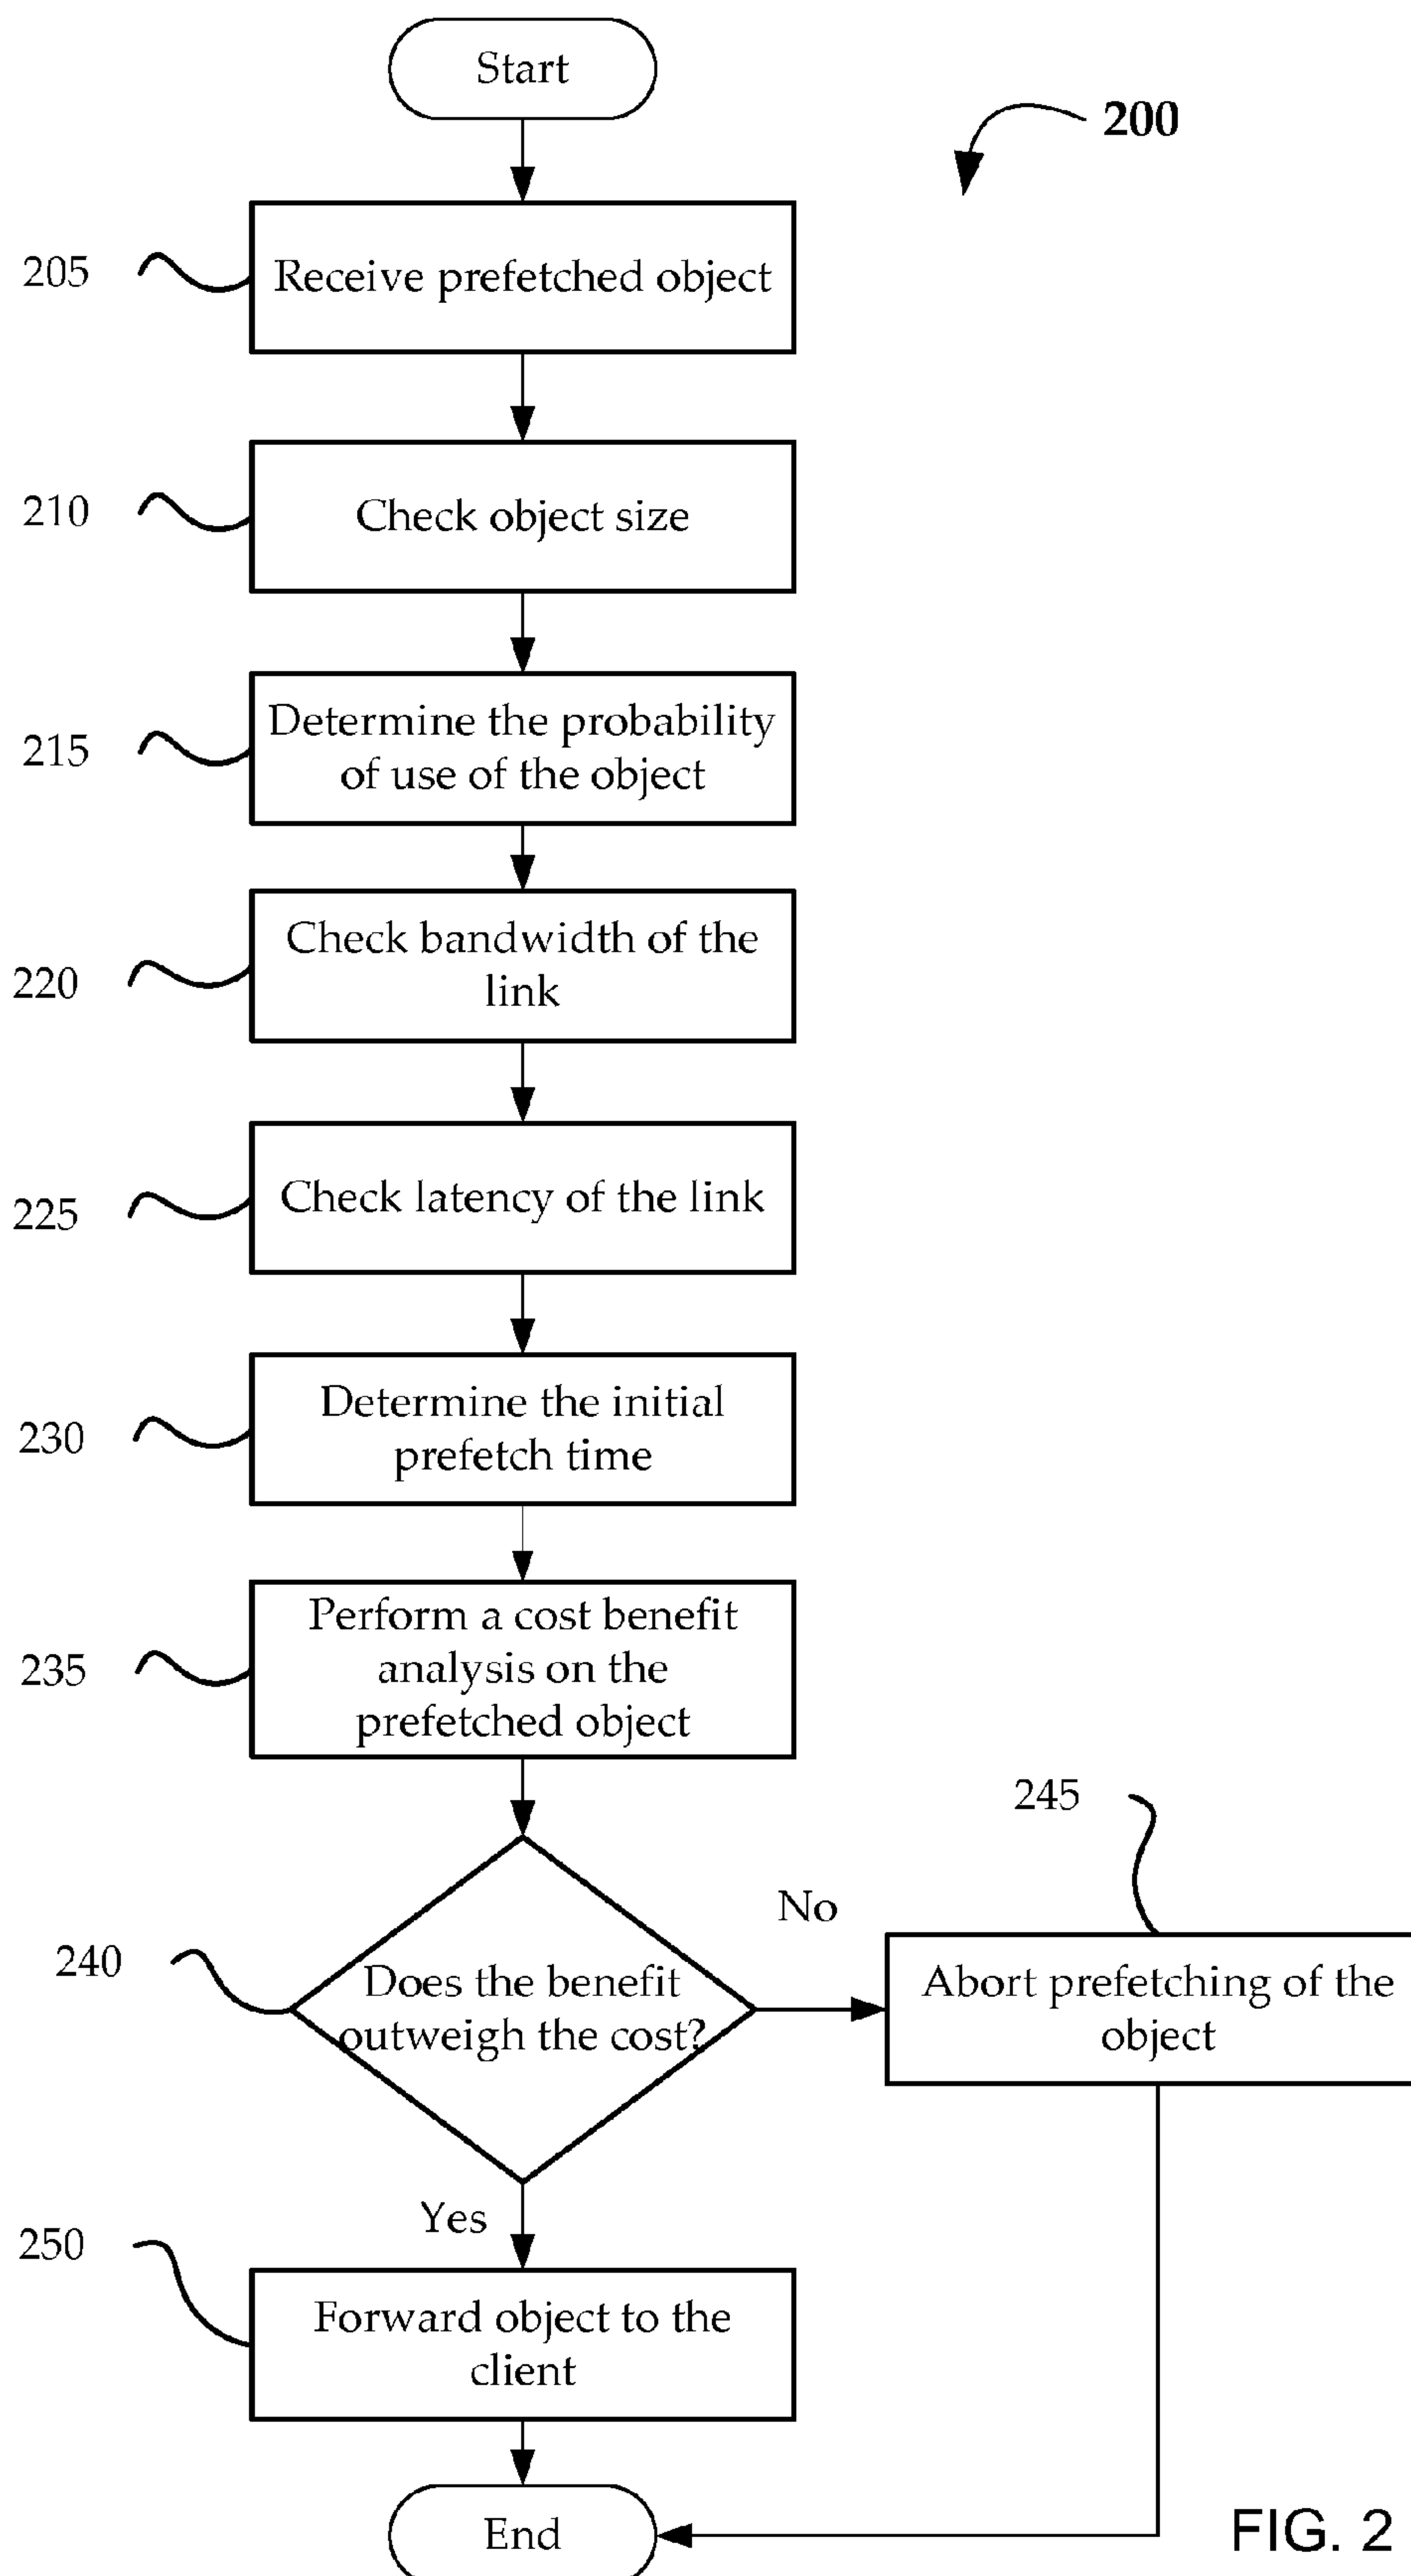 Start
200
205
Receive prefetched object
210
Check object size
215
Determine the probability
of use of the object
220
Check bandwidth of the
link
225
Check latency of the link
230
Determine the initial
prefetch time
235
Perform a cost benefit
analysis on the
prefetched object
240
Does the benefit
outweigh the cost?
No
245
Abort prefetching of the
object
Yes
250
Forward object to the
client
End
FIG. 2